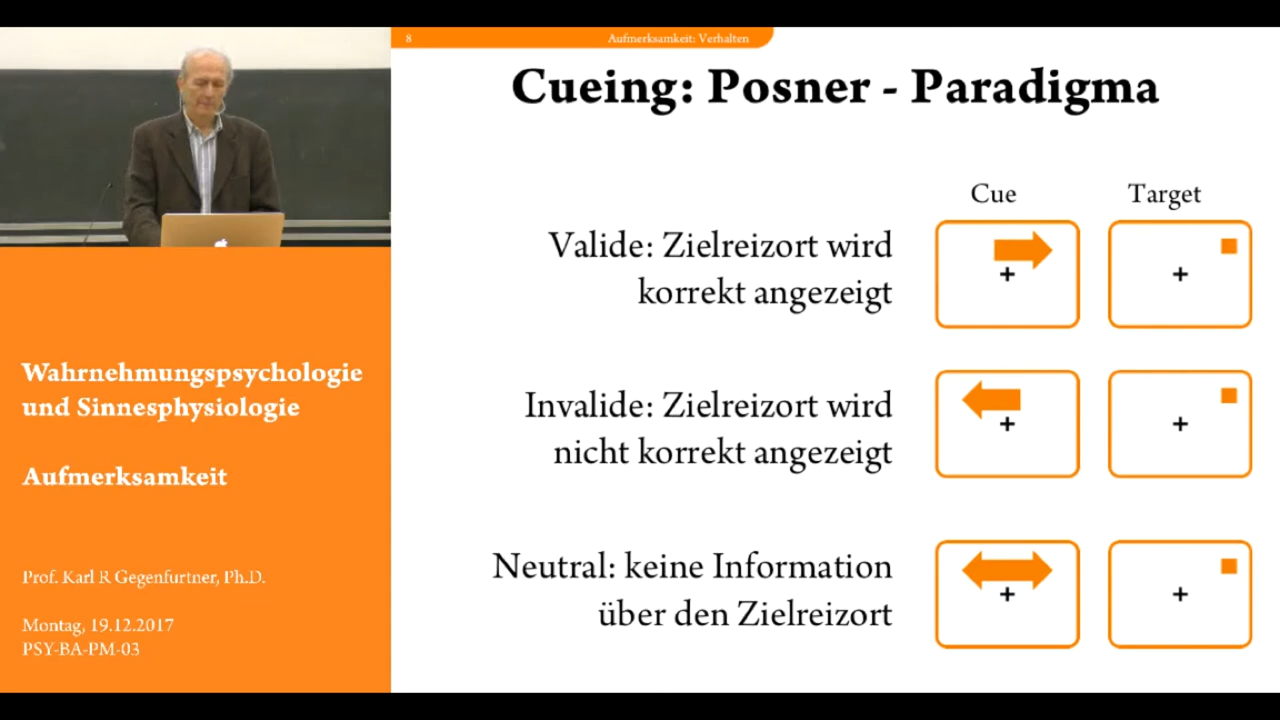 8
Aufmerksamkeit: Verhalten
Cueing: Posner - Paradigma
Cue
Target
Valide: Zielreizort wird
korrekt angezeigt
Invalide: Zielreizort wird
nicht korrekt angezeigt
Neutral: keine Information
über den Zielreizort
Wahrnehmungspsychologie
und Sinnesphysiologie
Aufmerksamkeit
Prof. Karl R Gegenfurtner, Ph.D.
Montag, 19.12.2017
PSY-BA-PM-03